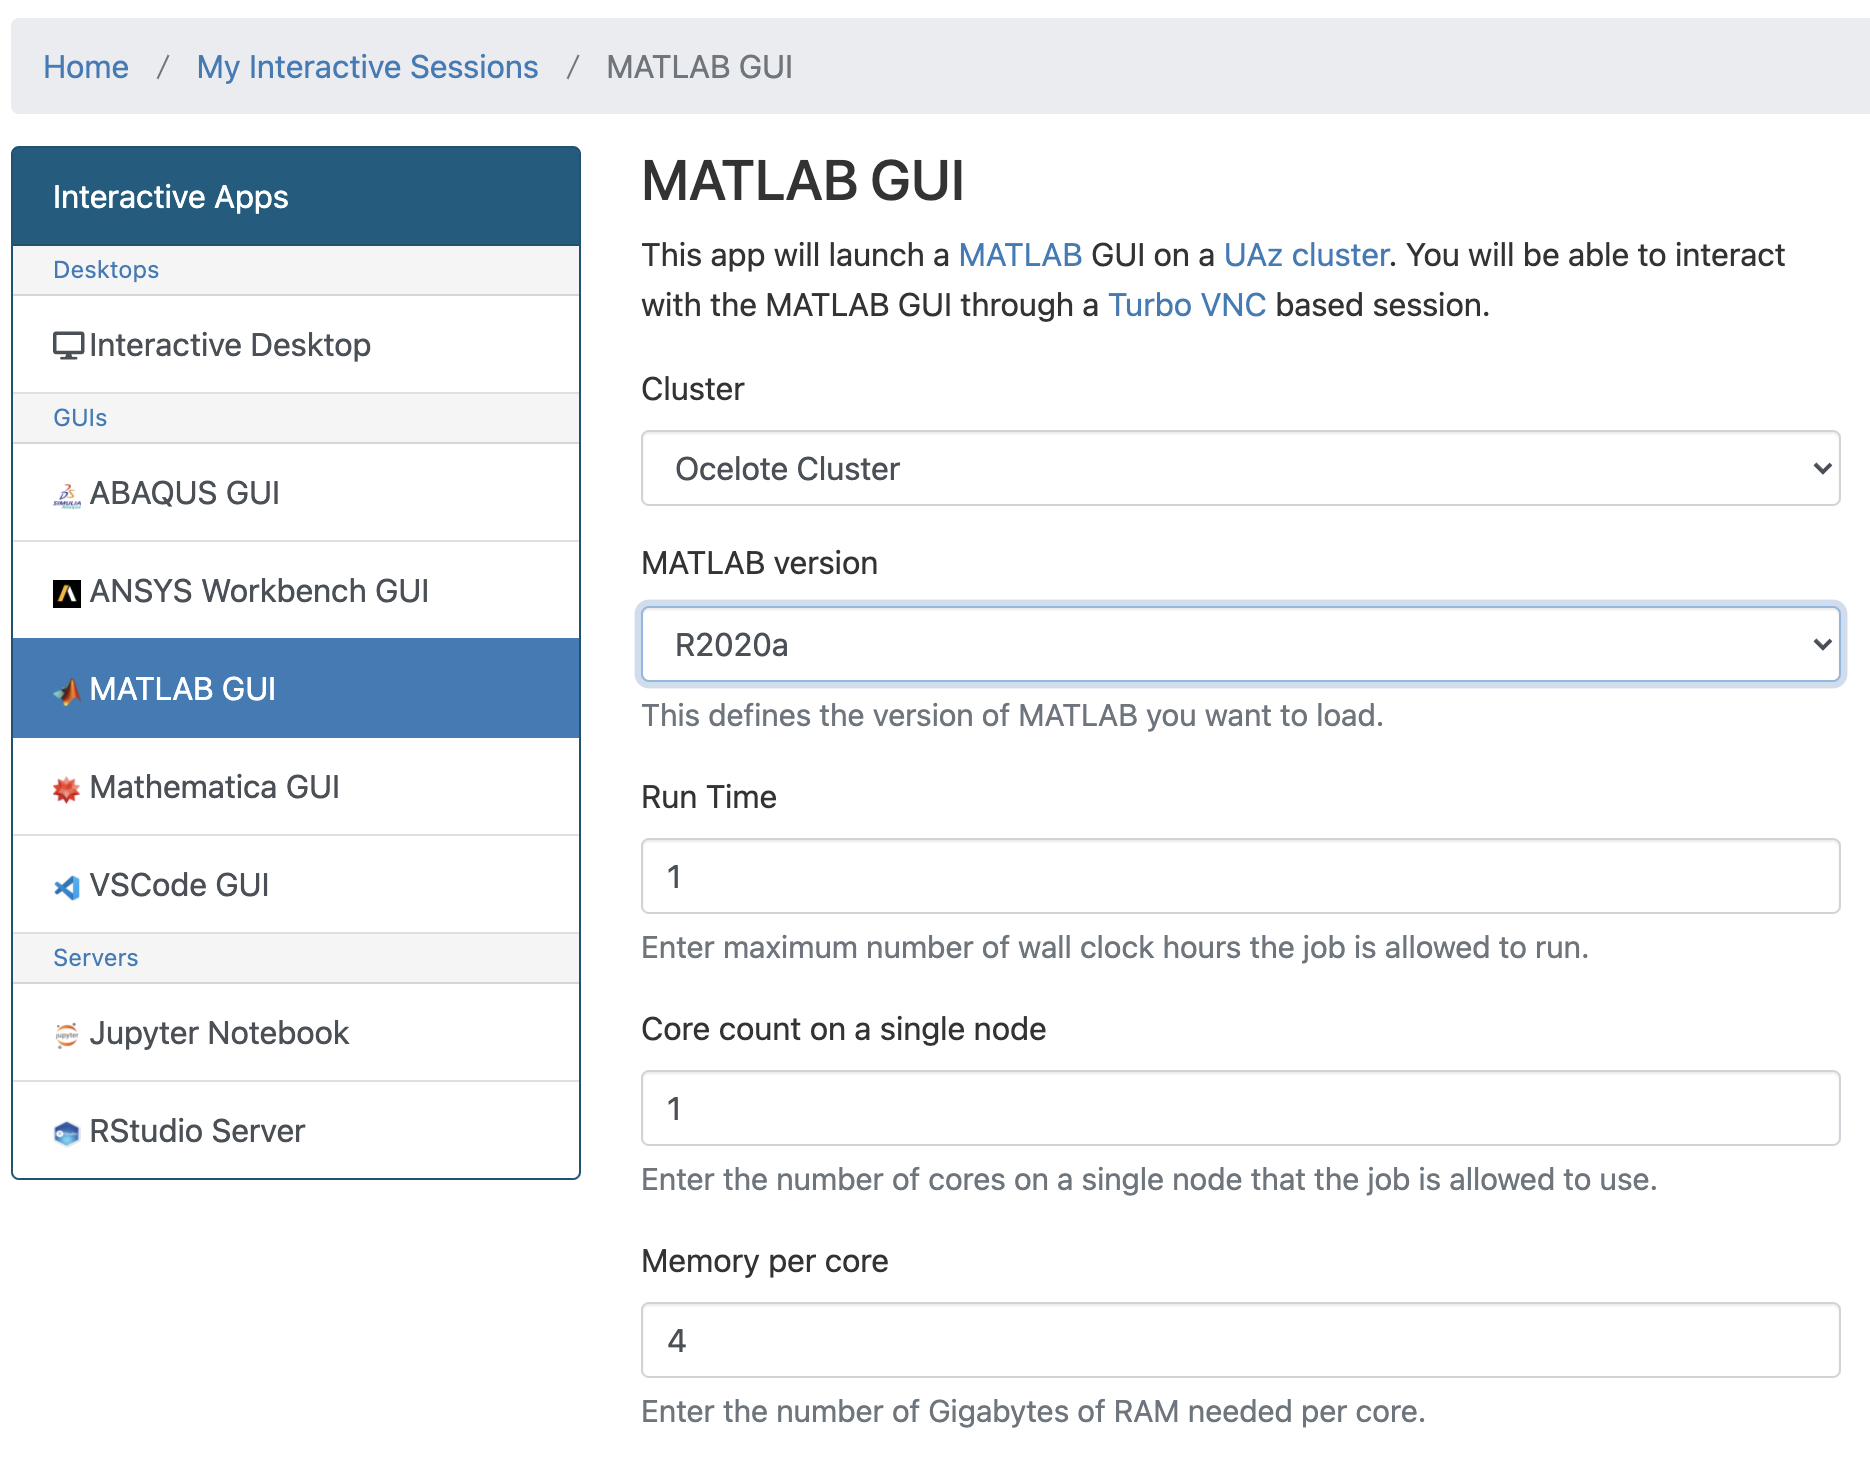 Home / My Interactive Sessions / MATLAB GUI
Interactive Apps
Desktops
Interactive Desktop
GUIs
ABAQUS GUI
ANSYS Workbench GUI
MATLAB GUI
Mathematica GUI
VSCode GUI
Servers
Jupyter Notebook
RStudio Server
MATLAB GUI
This app will launch a MATLAB GUI on a UAz cluster. You will be able to interact
with the MATLAB GUI through a Turbo VNC based session.
Cluster
Ocelote Cluster
MATLAB version
R2020a
This defines the version of MATLAB you want to load.
Run Time
1
Enter maximum number of wall clock hours the job is allowed to run.
Core count on a single node
1
Enter the number of cores on a single node that the job is allowed to use.
Memory per core
4
Enter the number of Gigabytes of RAM needed per core.